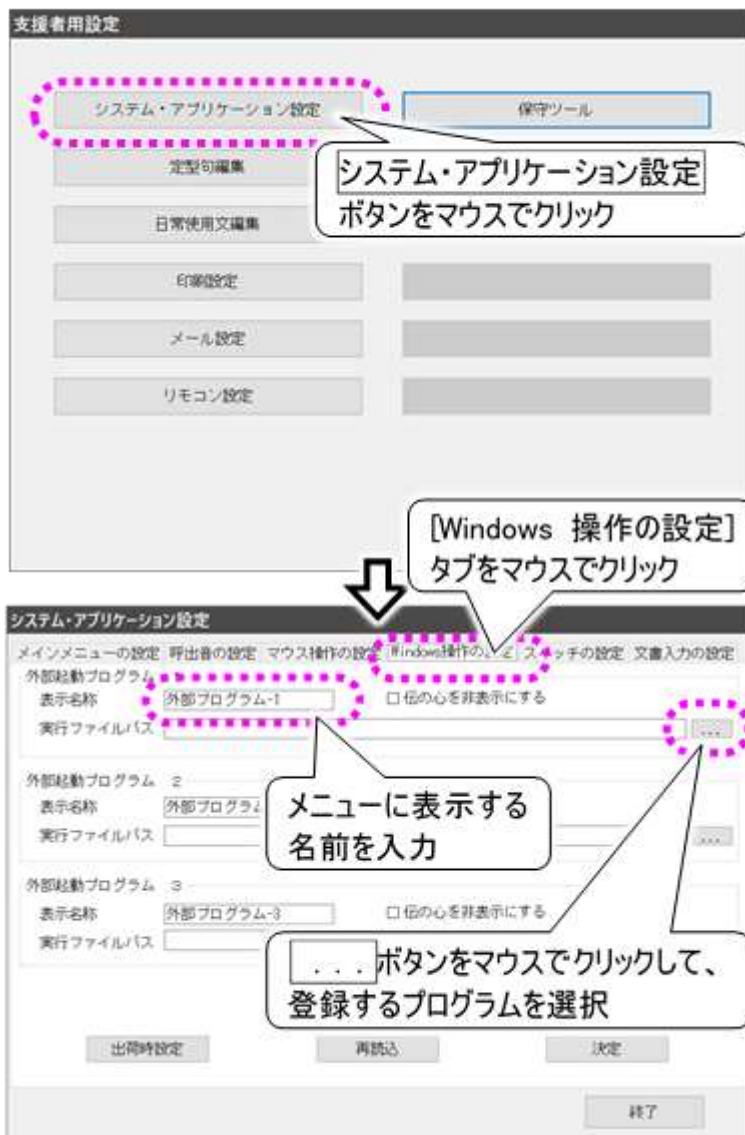 支援者用設定
システム・アプリケーション設定
保守ツール
定型句編集
システム・アプリケーション設定
ボタンをマウスでクリック
日常使用文編集
印刷設定
メール設定
リモコン設定
[Windows 操作の設定]
タブをマウスでクリック
システム・アプリケーション設定
メインメニューの設定 呼出音の設定 マウス操作の設定 Windows操作の 定 スイッチの設定 文書入力の設定
外部起動プログラム
表示名称 外部プログラム-1 伝の心を非表示にする
実行ファイルパス ...
外部起動プログラム 2
表示名称 外部プログラム
実行ファイルパス ...
メニューに表示する
名前を入力
外部起動プログラム 3
表示名称 外部プログラム-3 伝の心を非表示にする
実行ファイルパス
...ボタンをマウスでクリックして、
登録するプログラムを選択
出荷時設定 再読込 決定
終了